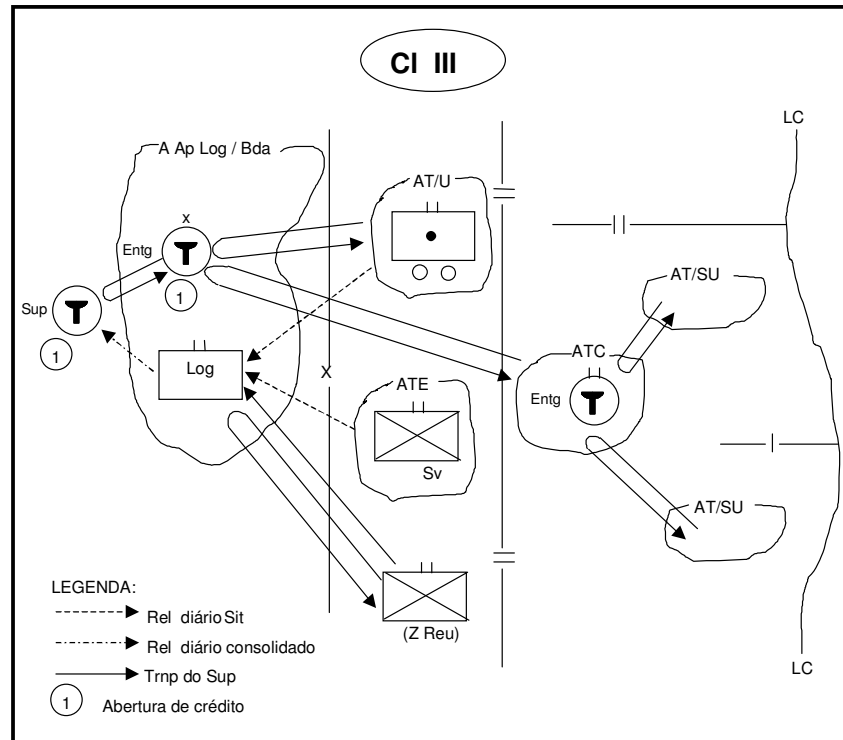 Cl III
LC
A Ap Log / Bda
AT/U
x
Entg
1
AT/SU
Sup
1
Log
X
ATE
ATC
Entg
Sv
AT/SU
(Z Reu)
LEGENDA:
Rel diário Sit
Rel diário consolidado
Trnp do Sup
1 Abertura de crédito
LC